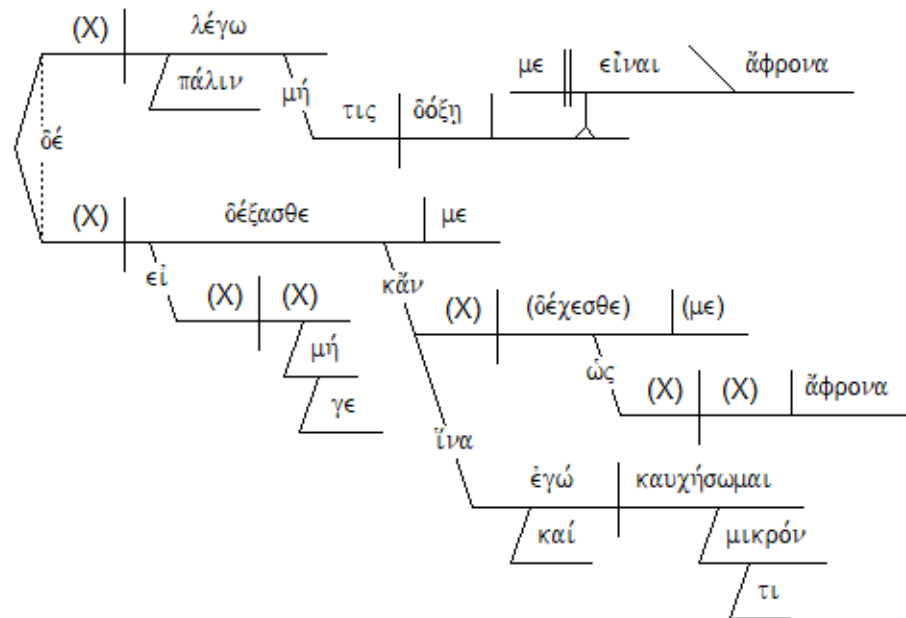 (X) λέγω
πάλιν
μή
με εἶναι ἄφρονα
τις δόξῃ
δέ
(X) δέξασθε με
εἰ
κἄν
(X) (X)
(X) (δέχεσθε) (με)
μή
ὡς
γε
(X) (X) ἄφρονα
ἵνα
ἐγώ καυχήσωμαι
καί
μικρόν
τι